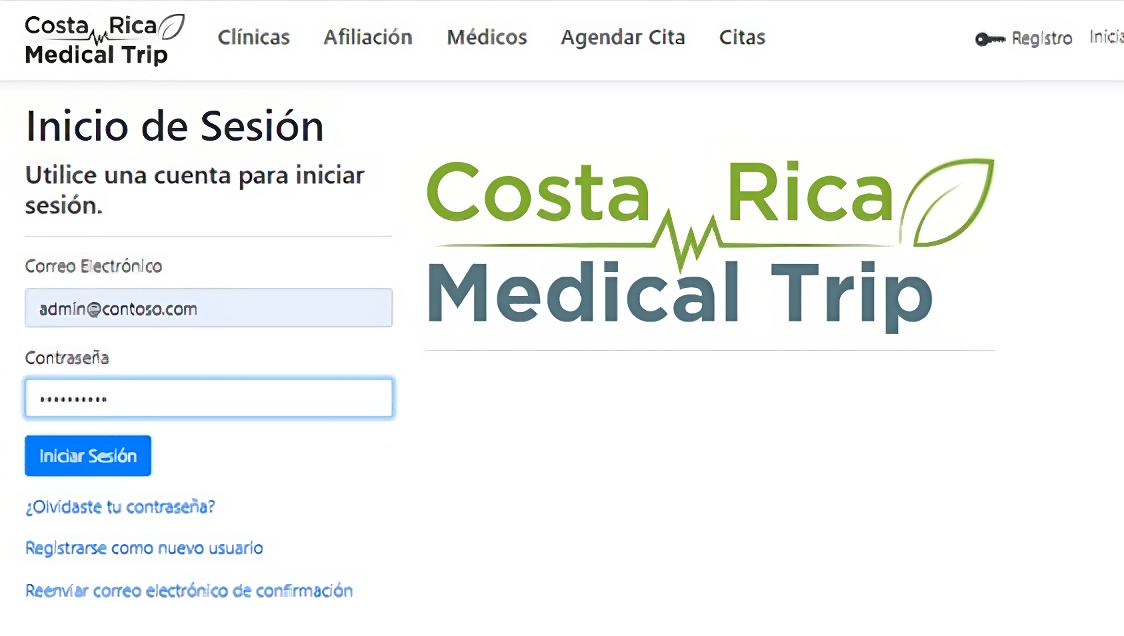 Costa Rica
Medical Trip
Clínicas Afiliación Médicos Agendar Cita Citas
Registro
Inicio de Sesión
Utilice una cuenta para iniciar
sesión.
Correo Electrónico
admin@contoso.com
Contraseña
Iniciar Sesión
¿Olvidaste tu contraseña?
Registrarse como nuevo usuario
Reenviar correo electrónico de confirmación
Costa Rica
Medical Trip